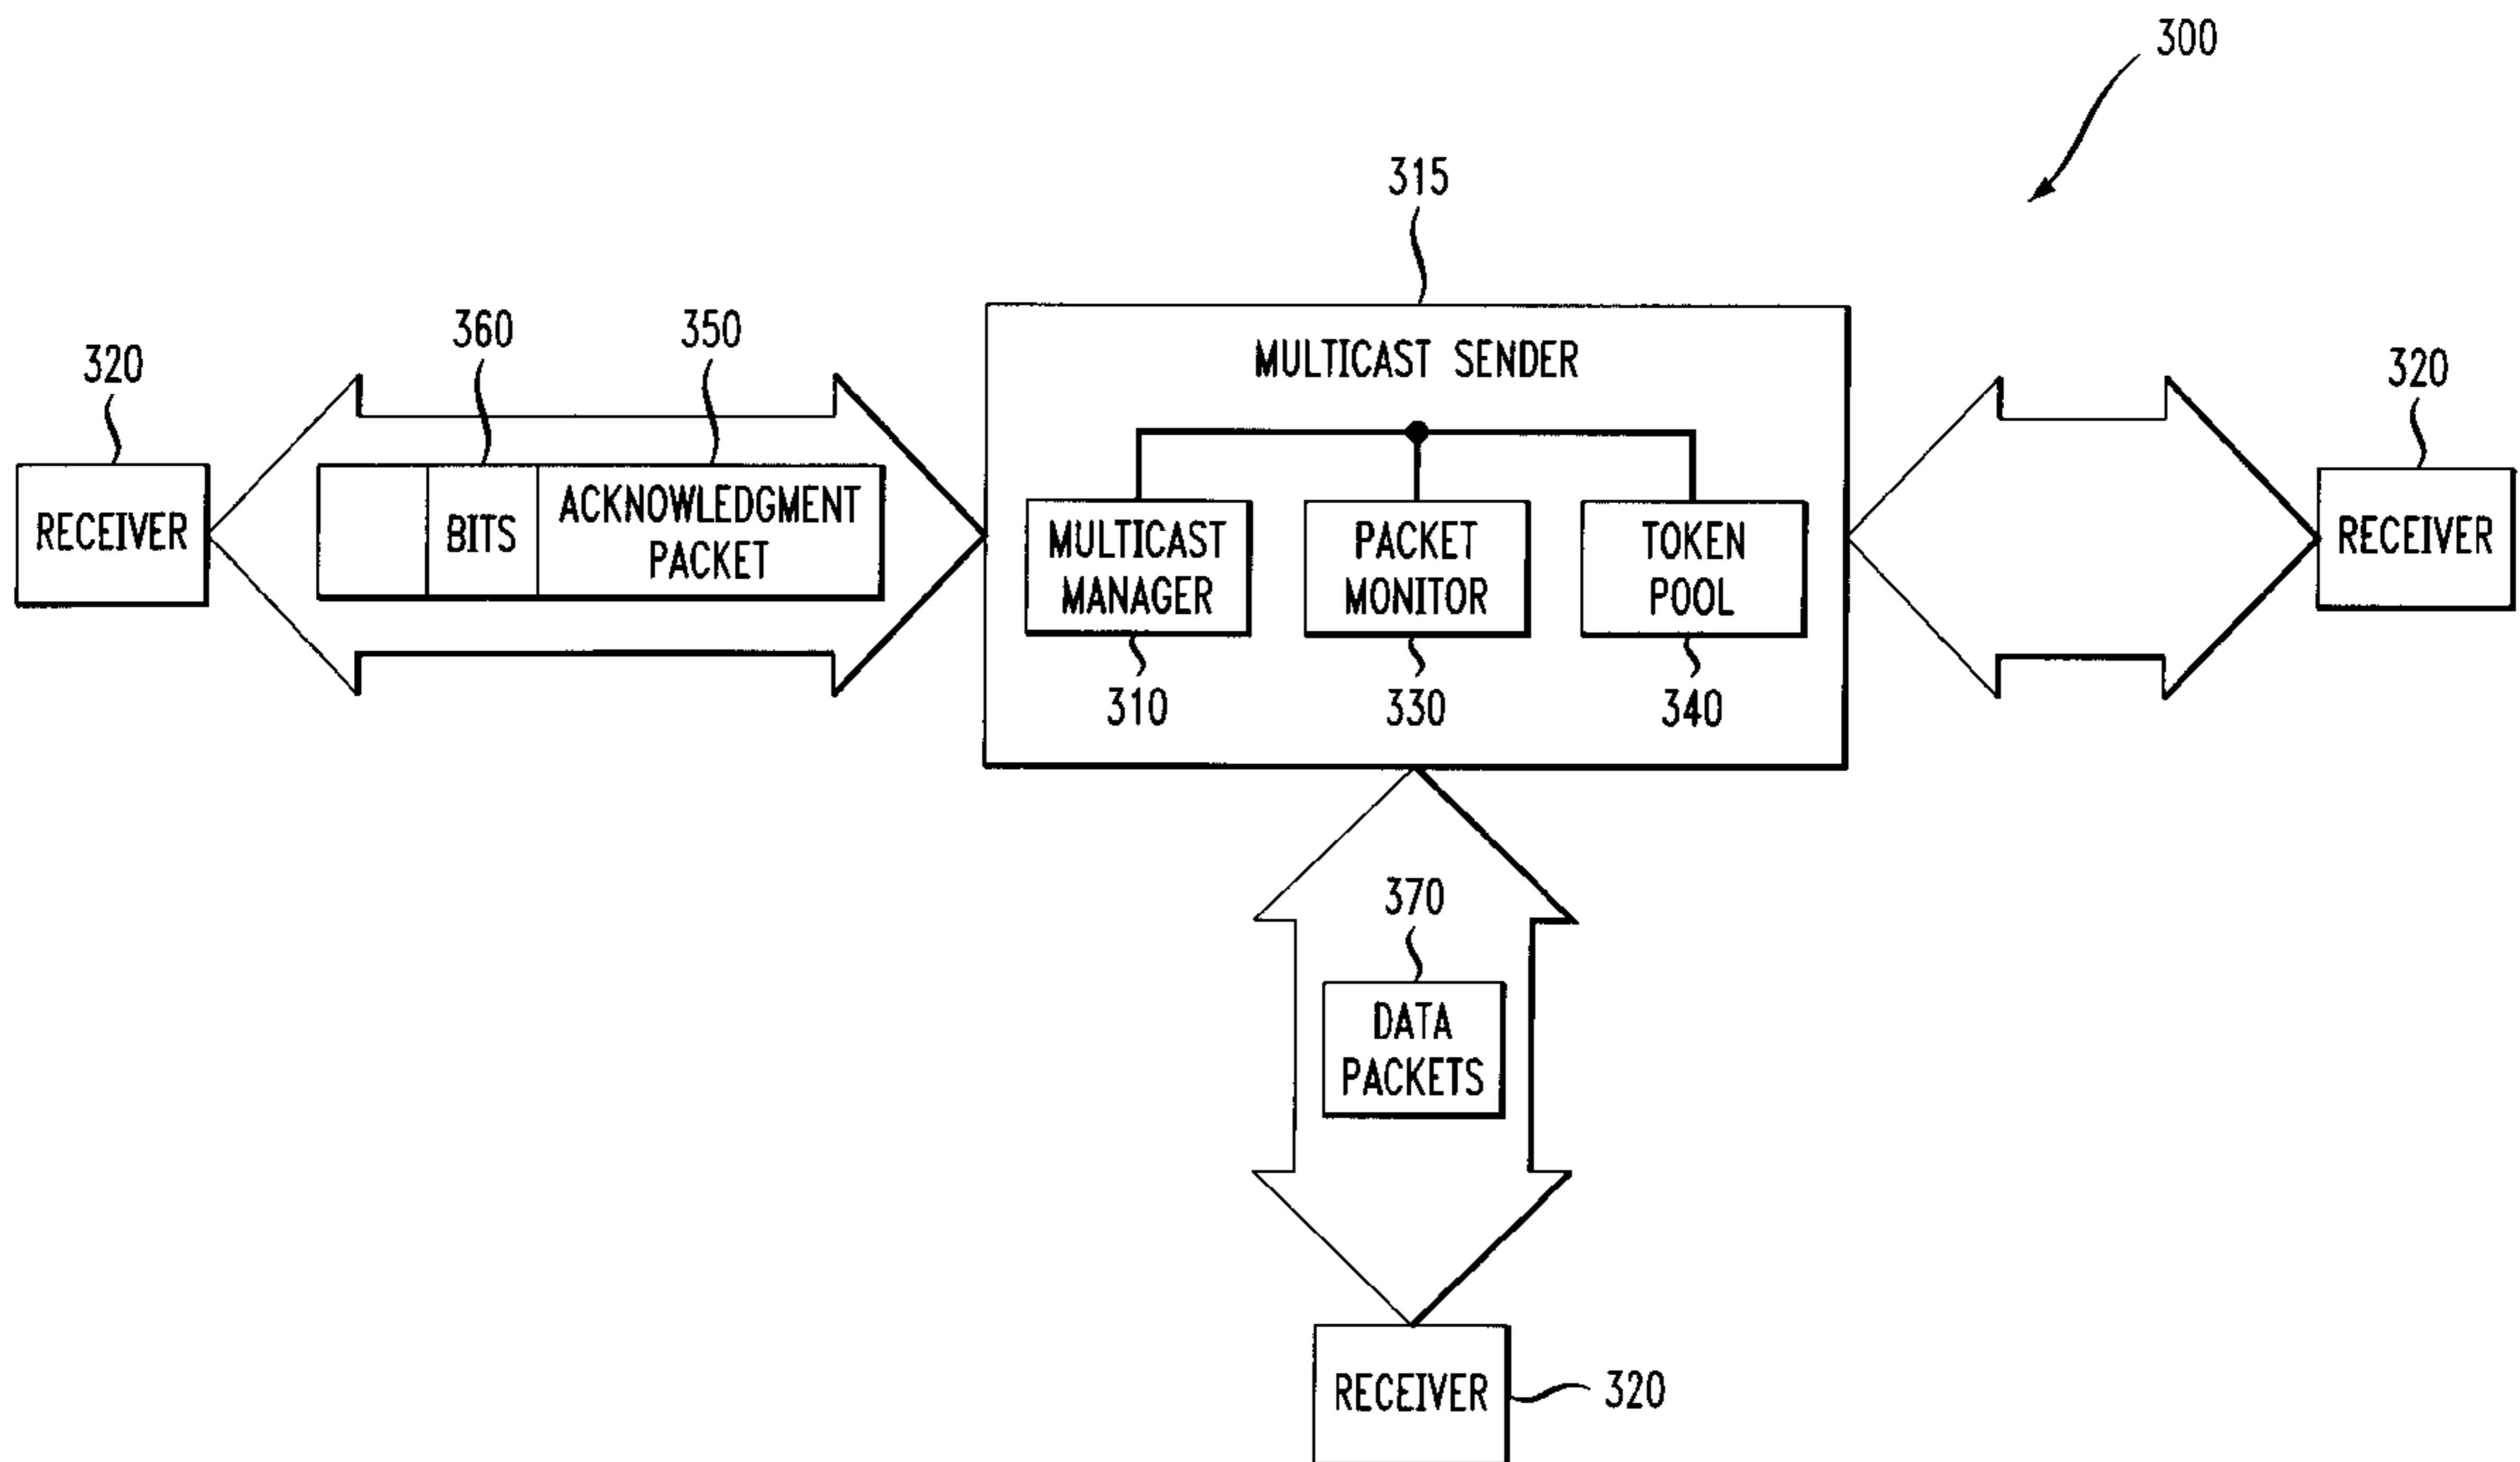 300
315
360
350
320
320
MULTICAST SENDER
RECEIVER
BITS
ACKNOWLEDGMENT
PACKET
MULTICAST
MANAGER
PACKET
MONITOR
TOKEN
POOL
RECEIVER
310
330
340
370
DATA
PACKETS
RECEIVER
320